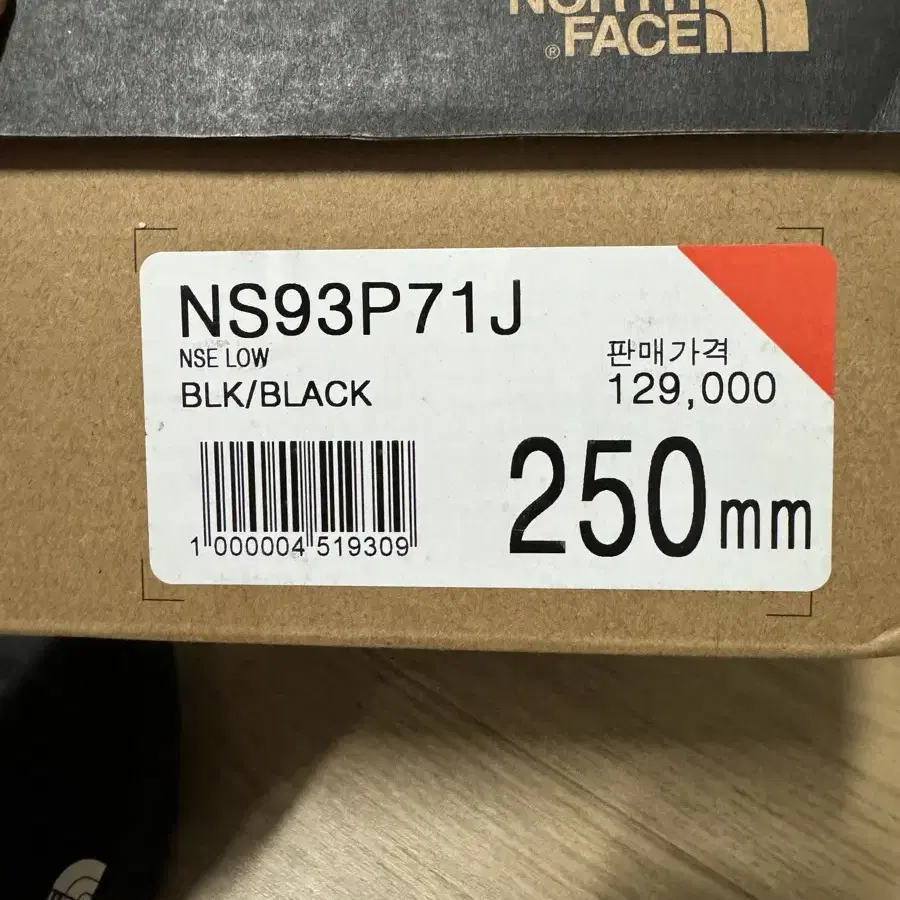 NORTH
® FACE
NS93P71J
NSE LOW
BLK/BLACK
판매가격
129,000
250mm
1 000004 519309